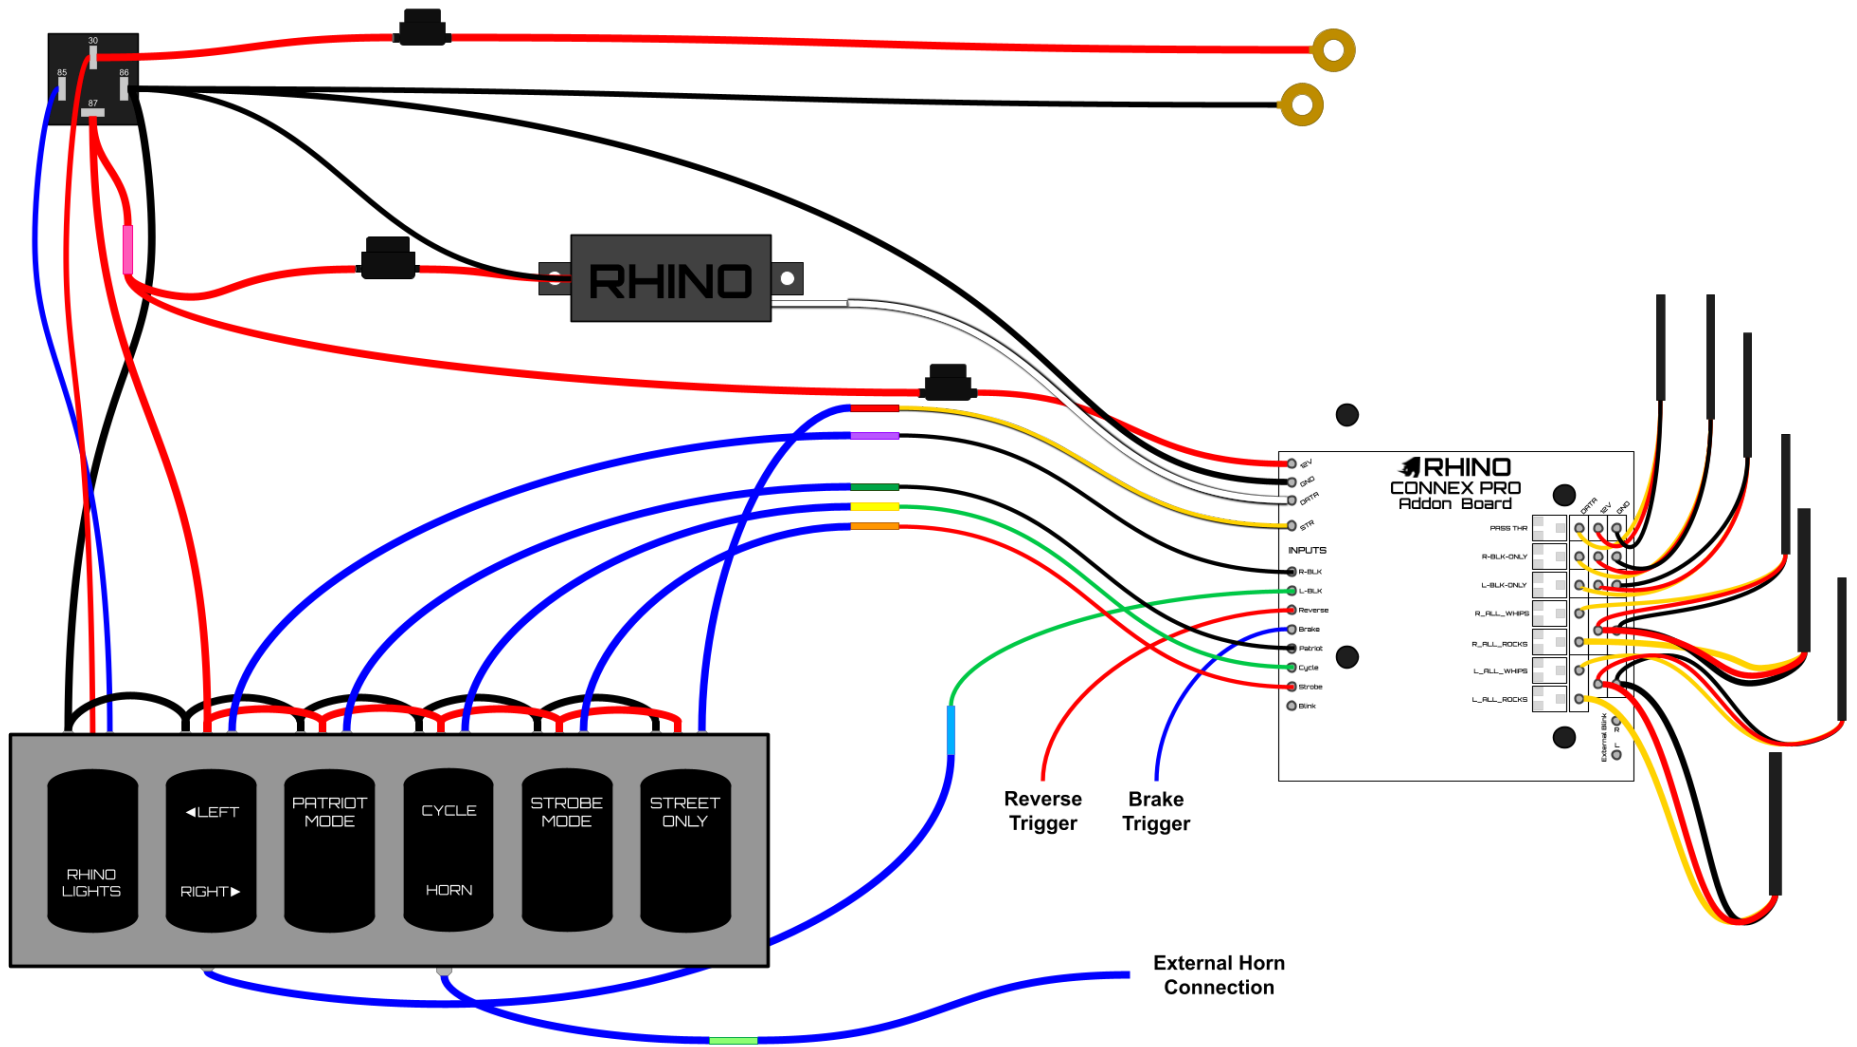 30
85
86
87
RHINO
RHINO
CONNEX PRO
Addon Board
12V
GND
DATA
STR
INPUTS
R-BLK
L-BLK
Reverse
Brake
Patriot
Cycle
Strobe
Blink
DATA
12V
GND
PASS THR
R-BLK-ONLY
L-BLK-ONLY
R_ALL_WHIPS
R_ALL_ROCKS
L_ALL_WHIPS
L_ALL_ROCKS
External Blink
R
L
Reverse
Trigger
Brake
Trigger
RHINO
LIGHTS
◄LEFT
RIGHT►
PATRIOT
MODE
CYCLE
HORN
STROBE
MODE
STREET
ONLY
External Horn
Connection